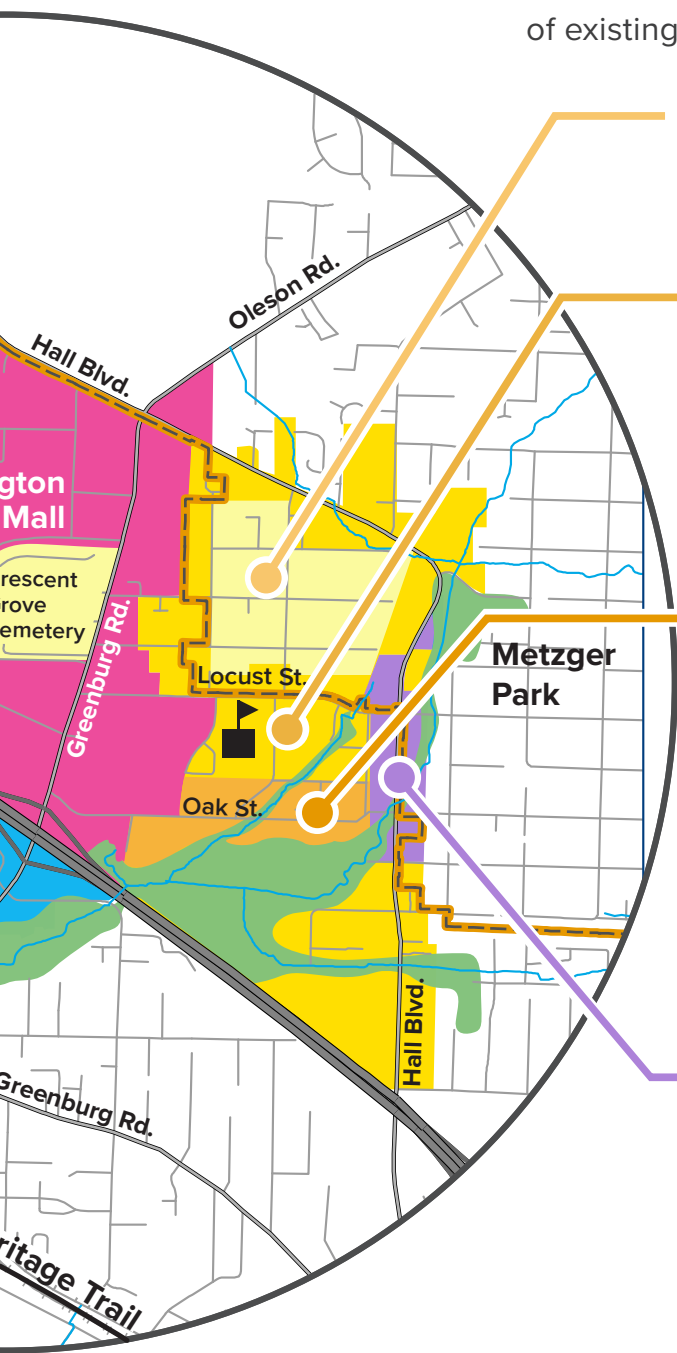 of existing
Oleson Rd.
Hall Blvd.
gton
Mall
rescent
rove
emetery
Greenburg Rd.
Metzger
Park
Locust St.
Oak St.
Hall Blvd.
Greenburg Rd.
ritage Trail